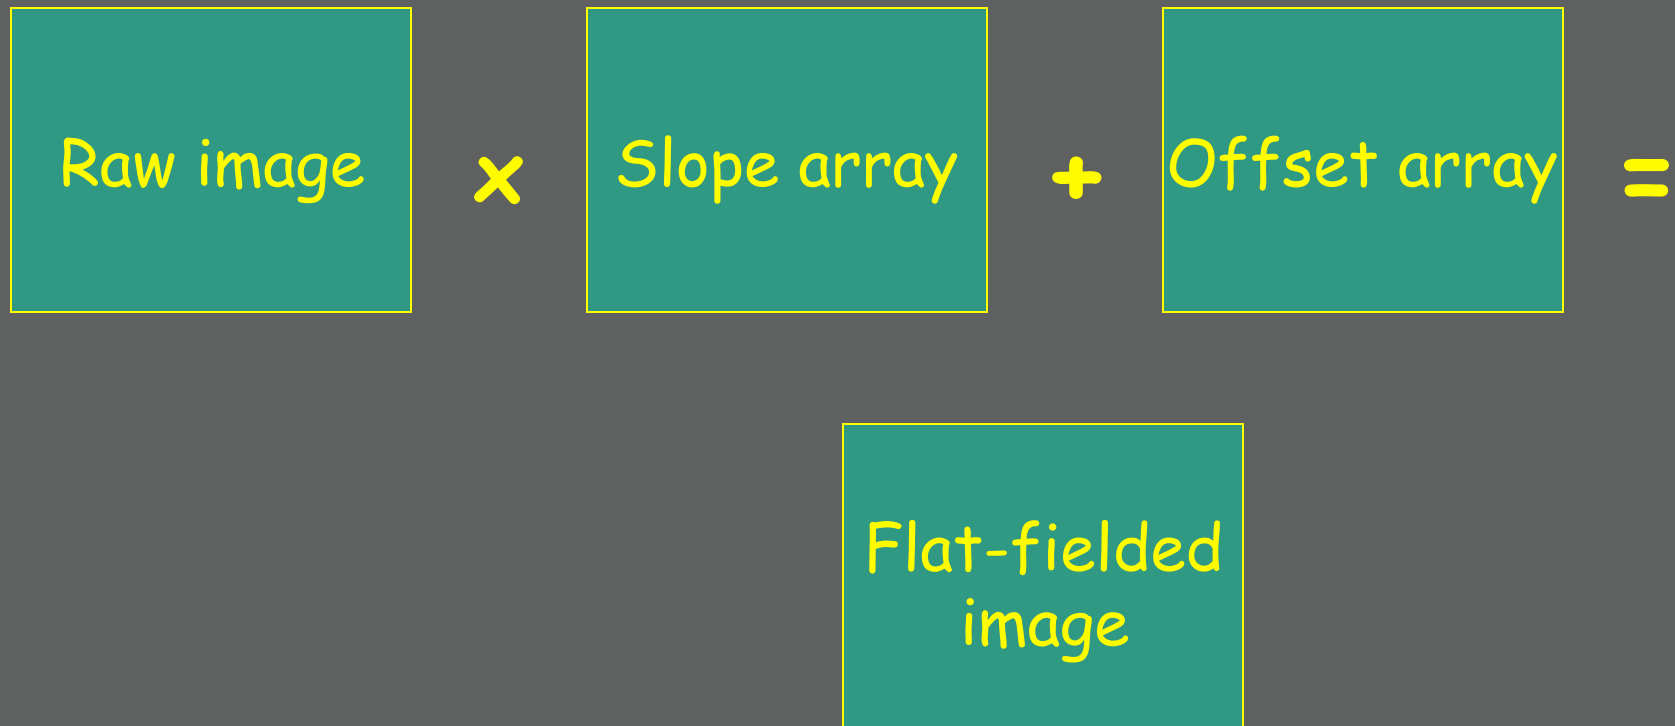 Raw image × Slope array + Offset array =
Flat-fielded
image